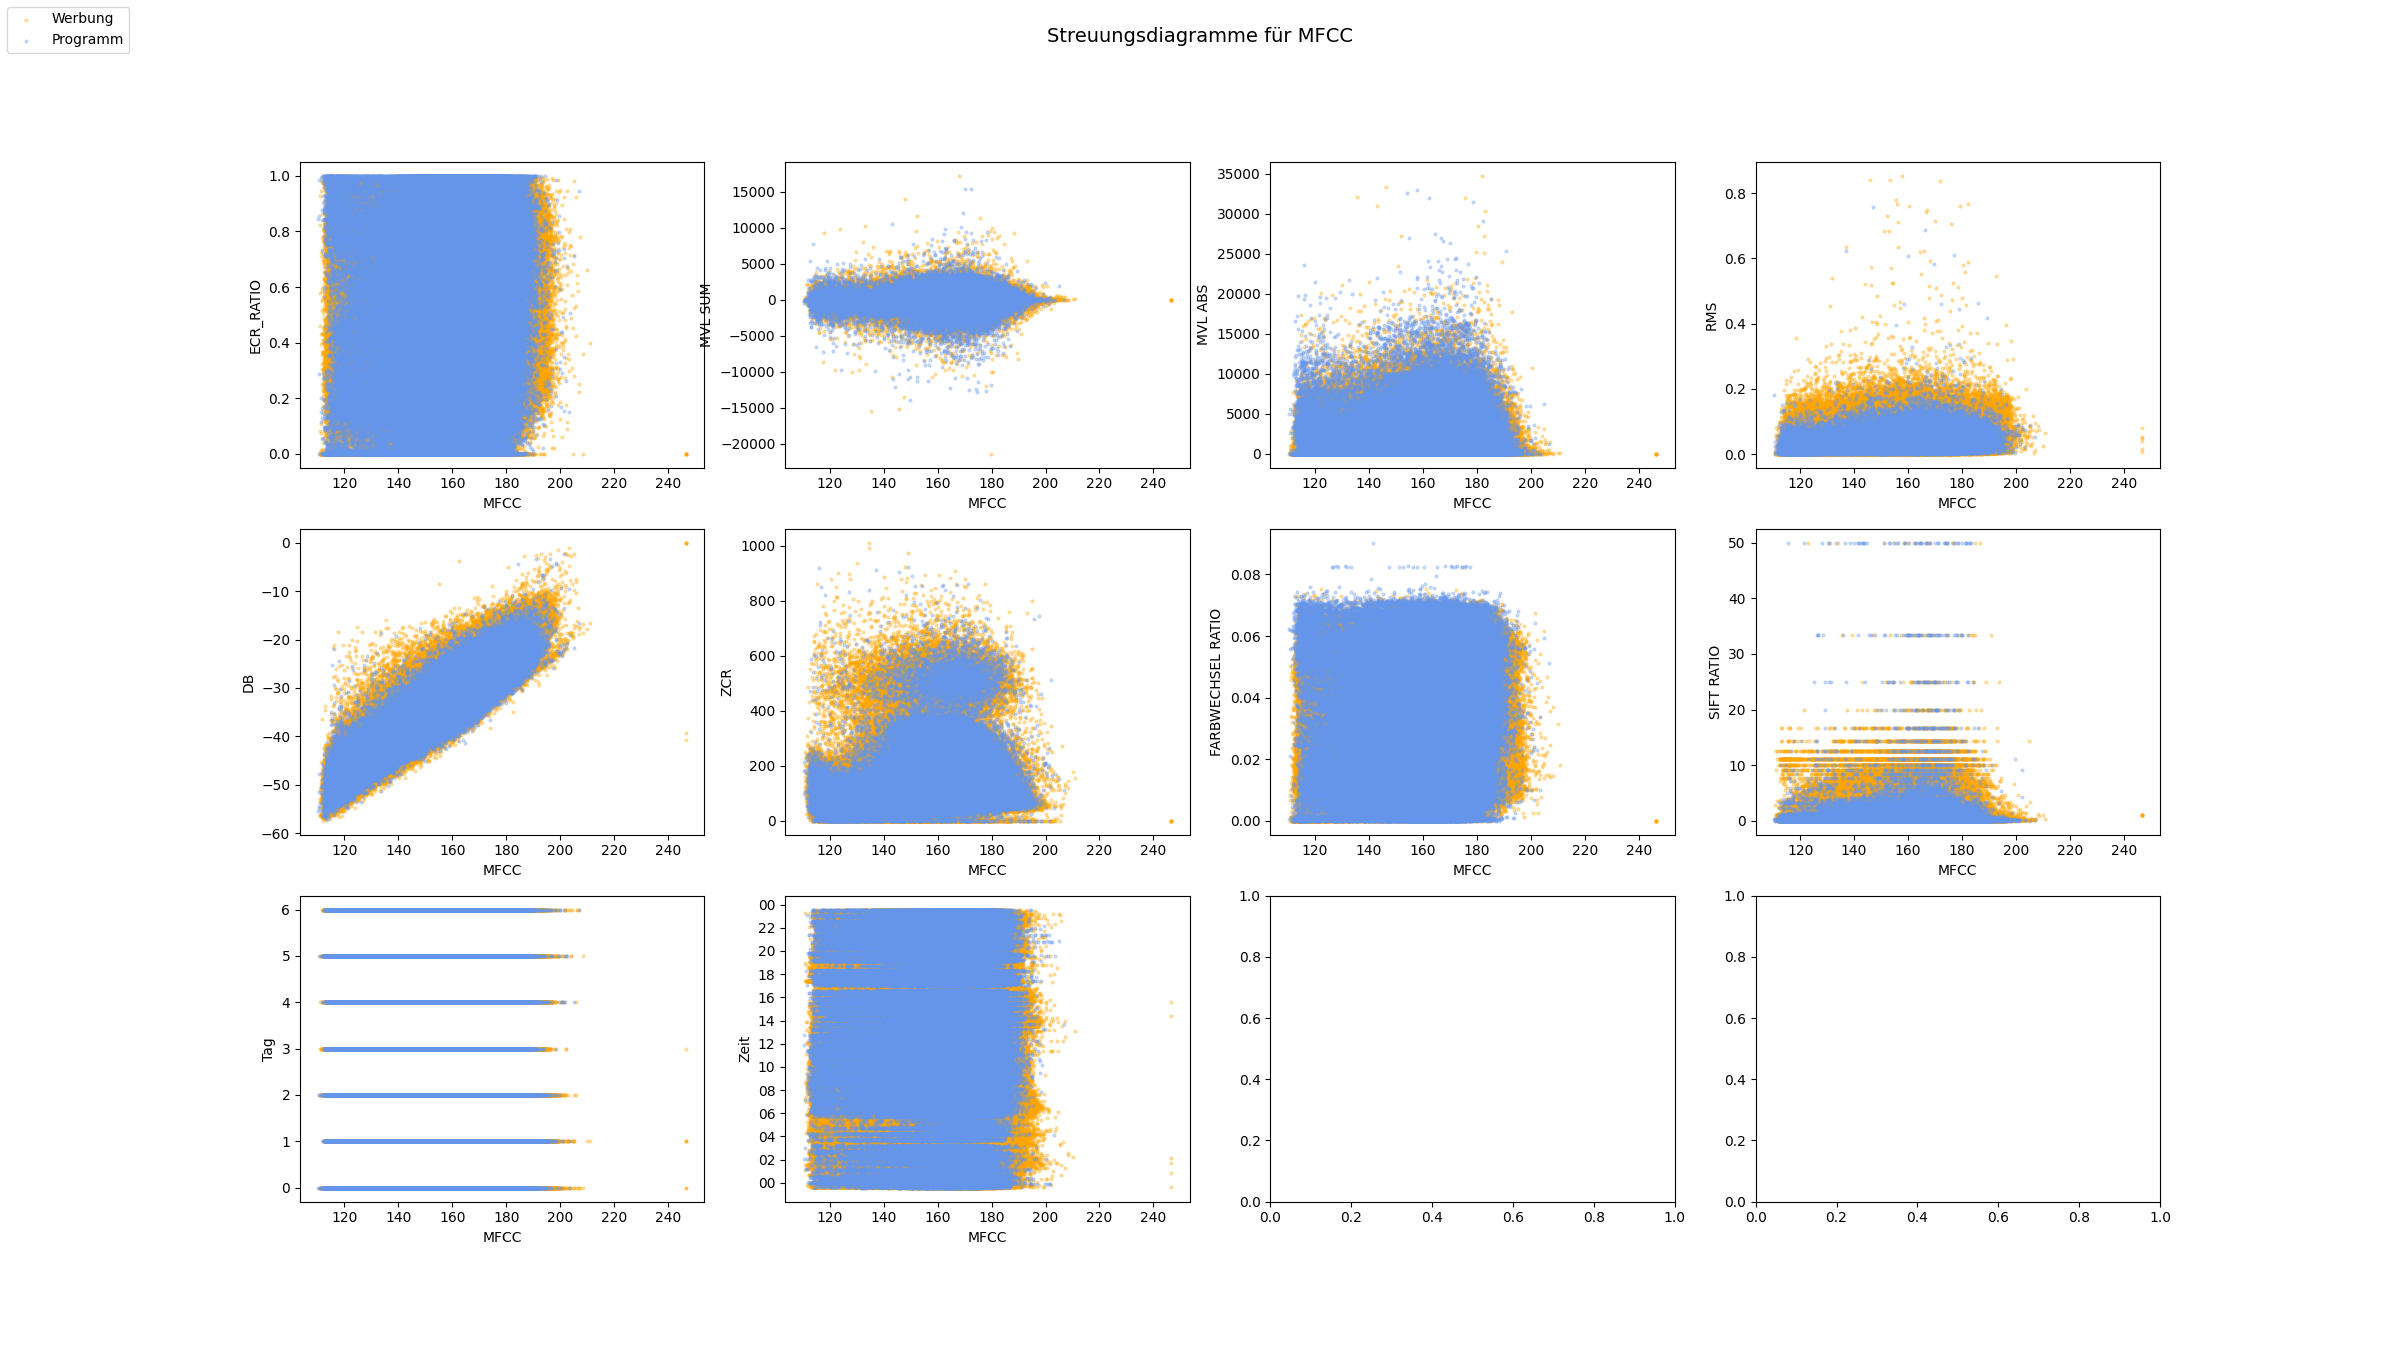 Werbung
Programm
Streuungsdiagramme für MFCC
1.0
0.8
0.6
0.4
0.2
0.0
ECR_RATIO
120 140 160 180 200 220 240
MFCC
15000
10000
5000
0
−5000
−10000
−15000
−20000
MVL SUM
120 140 160 180 200 220 240
MFCC
35000
30000
25000
20000
15000
10000
5000
0
MVL ABS
120 140 160 180 200 220 240
MFCC
0.8
0.6
0.4
0.2
0.0
RMS
120 140 160 180 200 220 240
MFCC
0
−10
−20
−30
−40
−50
−60
DB
120 140 160 180 200 220 240
MFCC
1000
800
600
400
200
0
ZCR
120 140 160 180 200 220 240
MFCC
0.08
0.06
0.04
0.02
0.00
FARBWECHSEL RATIO
120 140 160 180 200 220 240
MFCC
50
40
30
20
10
0
SIFT RATIO
120 140 160 180 200 220 240
MFCC
6
5
4
3
2
1
0
Tag
120 140 160 180 200 220 240
MFCC
00
22
20
18
16
14
12
10
08
06
04
02
00
Zeit
120 140 160 180 200 220 240
MFCC
1.0
0.8
0.6
0.4
0.2
0.0
0.0 0.2 0.4 0.6 0.8 1.0
1.0
0.8
0.6
0.4
0.2
0.0
0.0 0.2 0.4 0.6 0.8 1.0